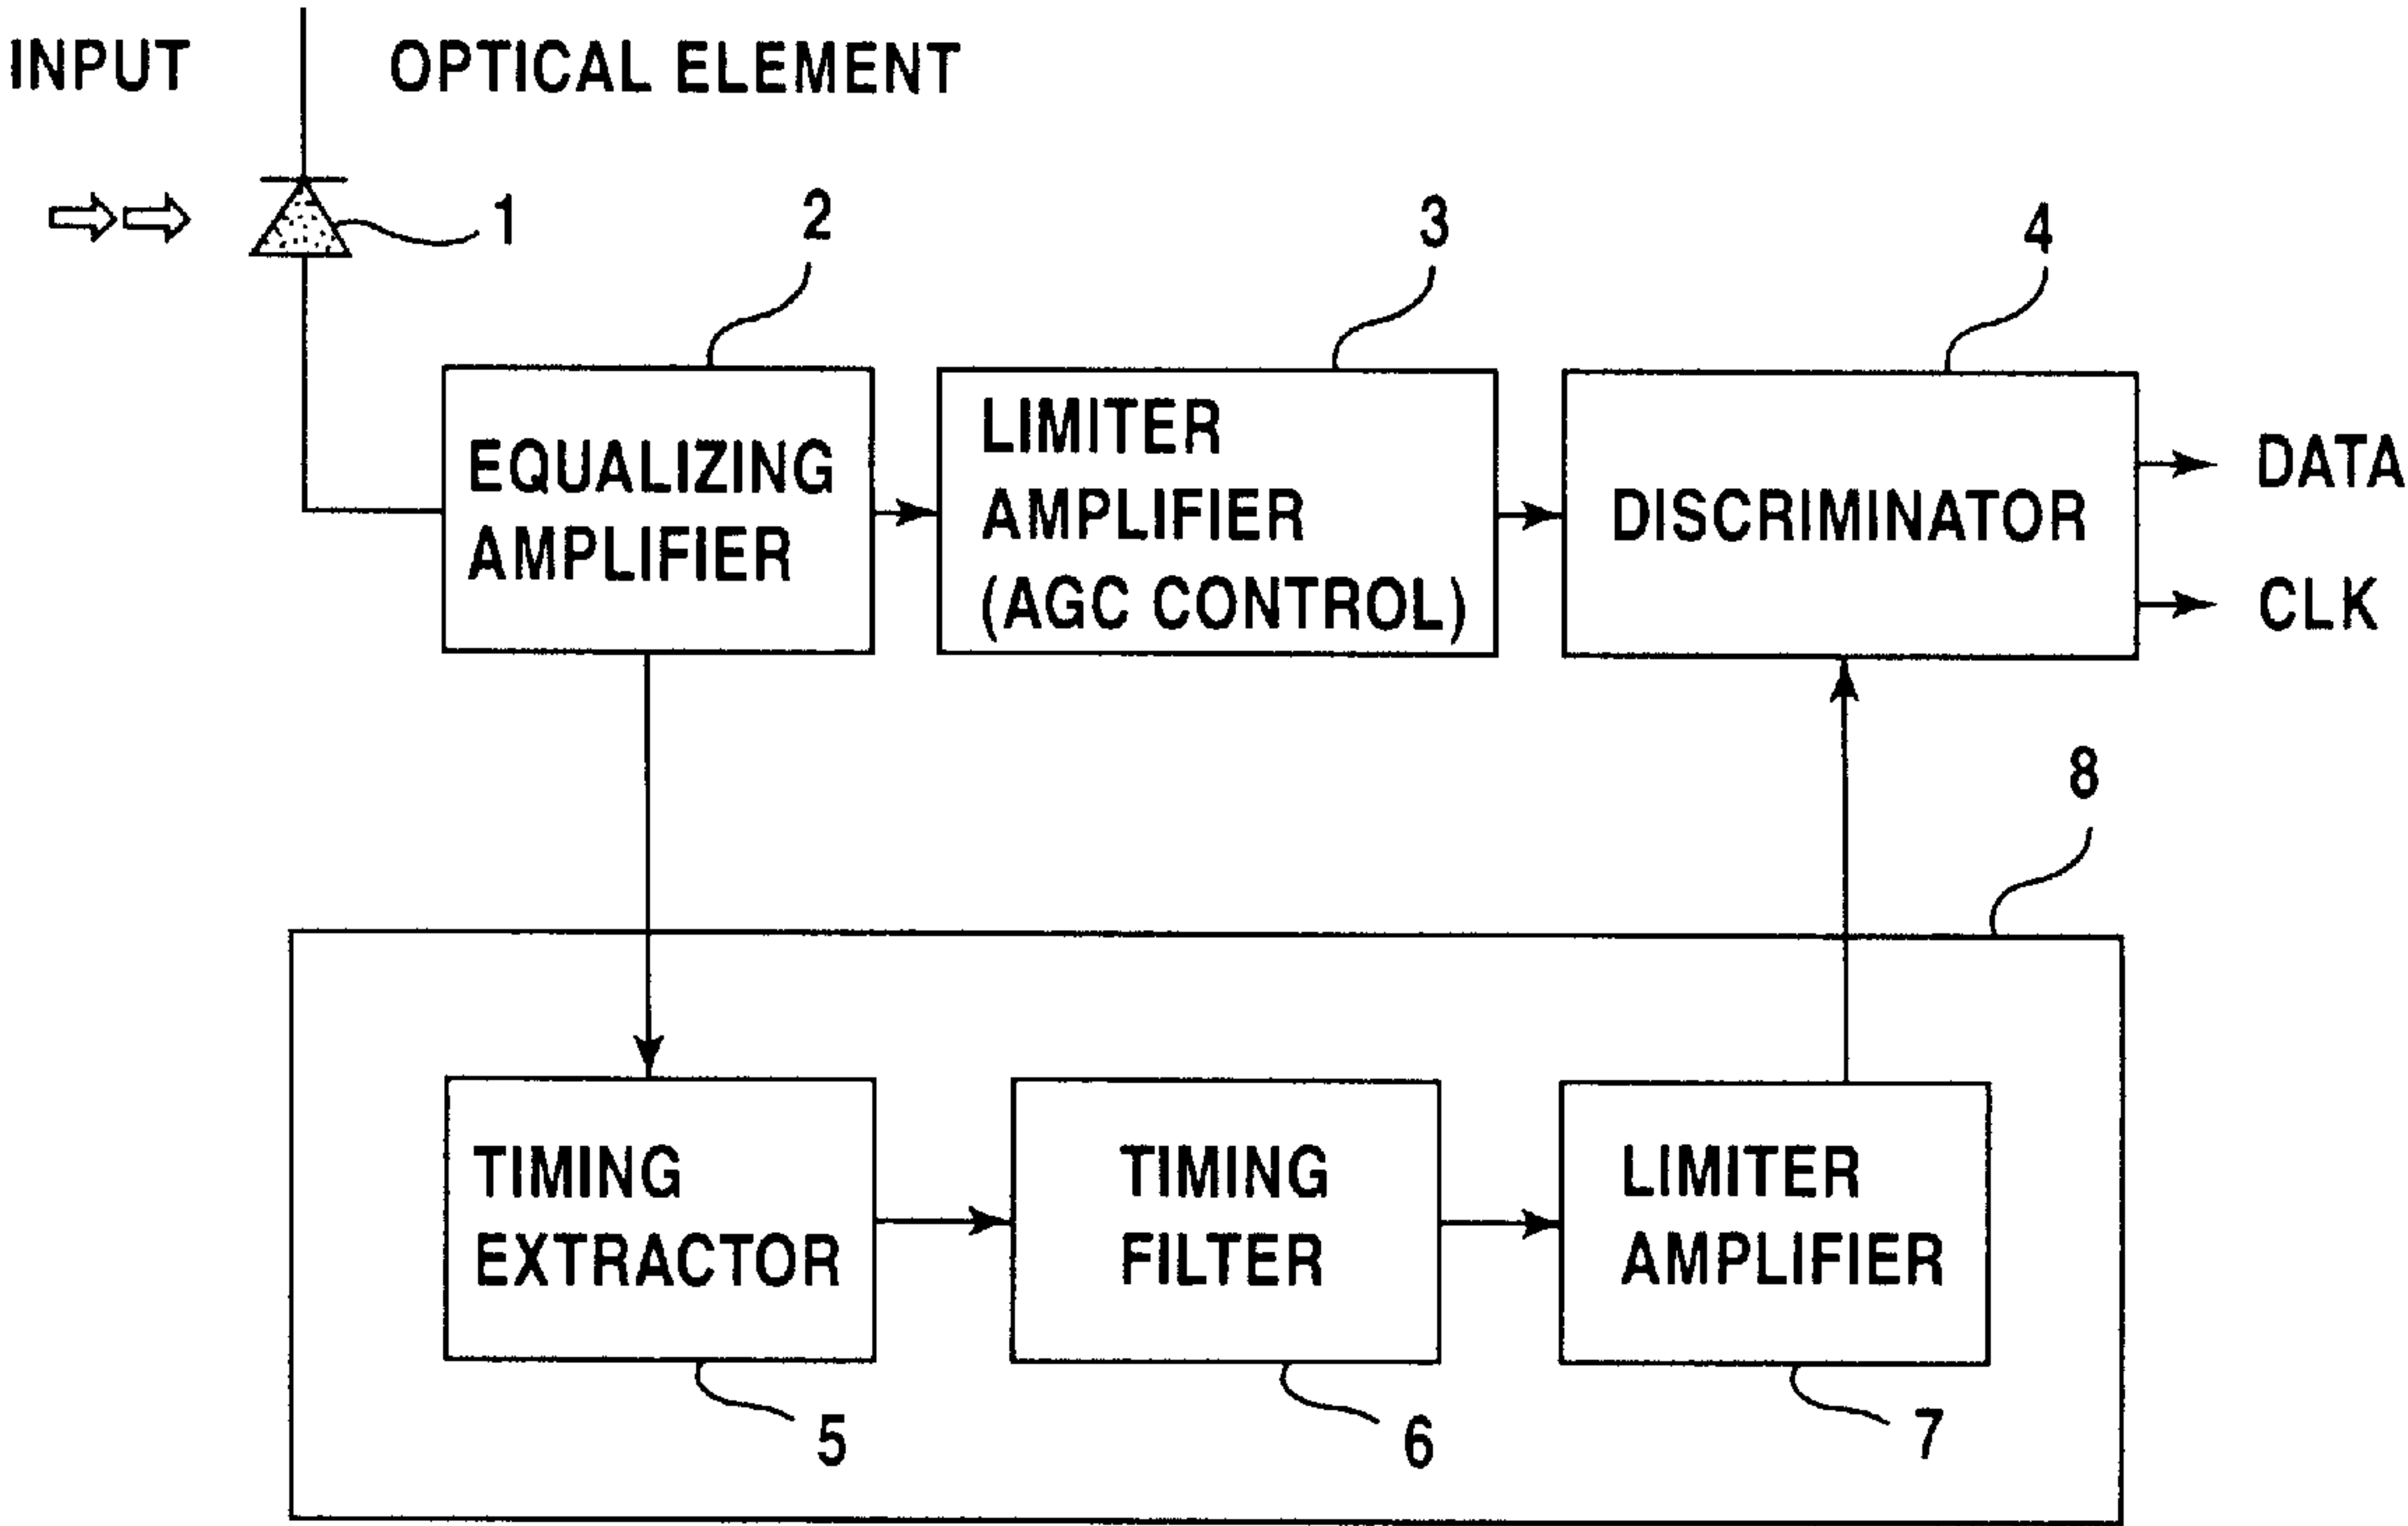 INPUT
OPTICAL ELEMENT
1
2
3
4
EQUALIZING
AMPLIFIER
LIMITER
AMPLIFIER
(AGC CONTROL)
DISCRIMINATOR
DATA
CLK
8
TIMING
EXTRACTOR
TIMING
FILTER
LIMITER
AMPLIFIER
5
6
7